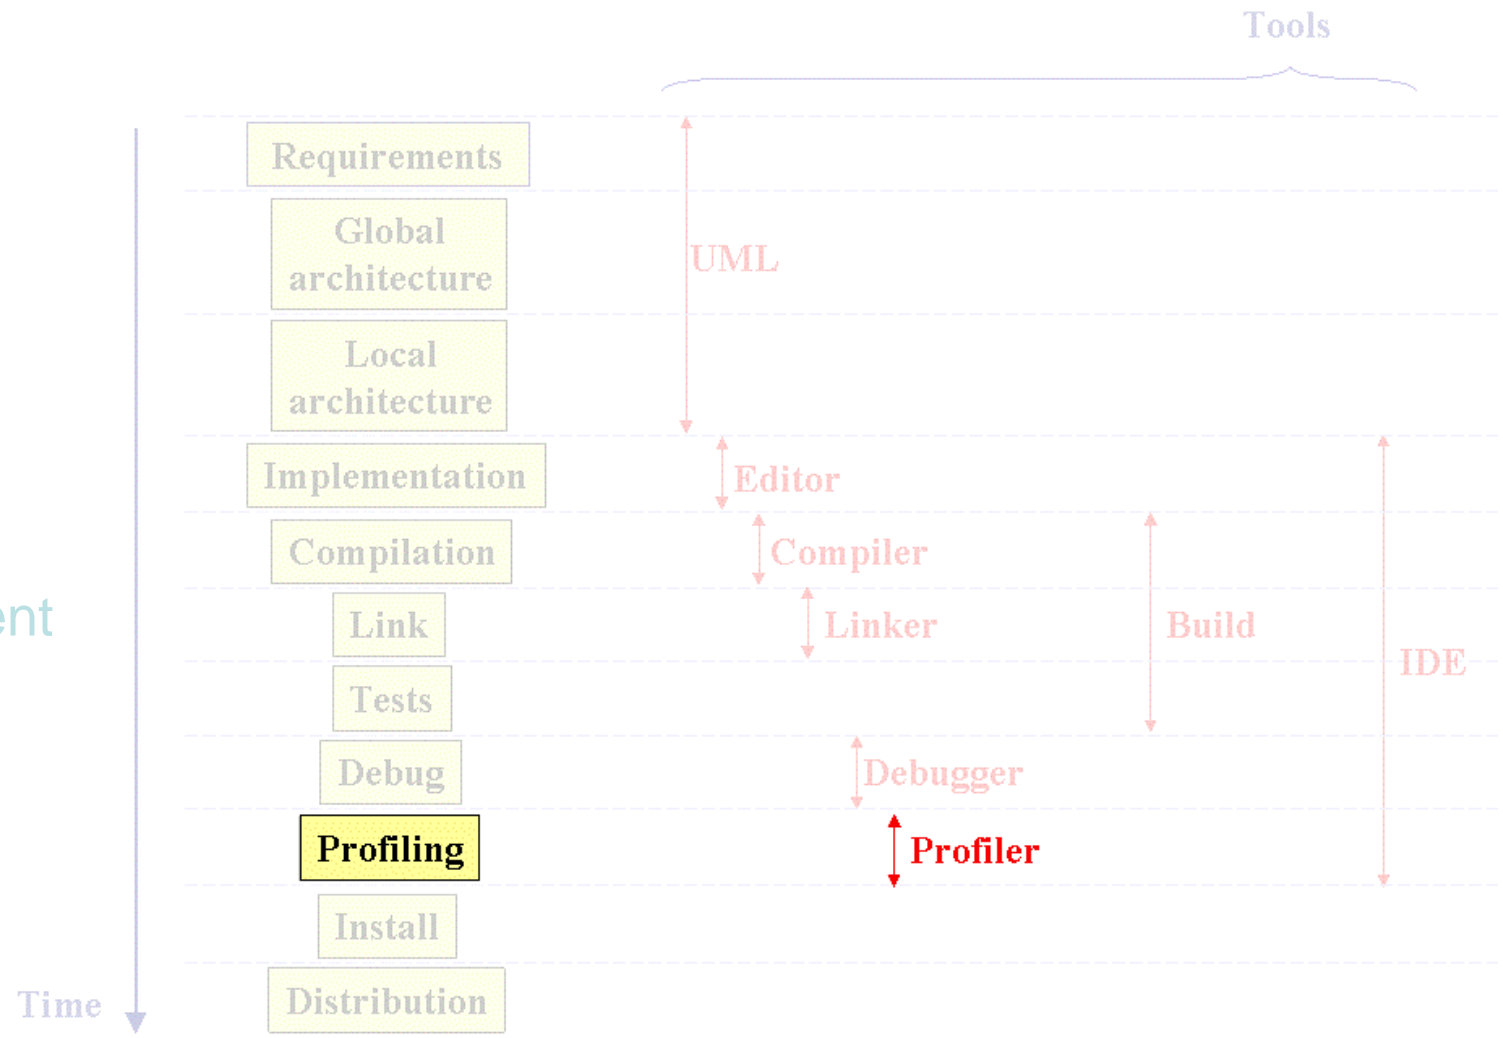 Tools
Requirements
Global
architecture
UML
Local
architecture
Implementation
Editor
Compilation
Compiler
ent
Link
Linker
Build
IDE
Tests
Debug
Debugger
Profiling
Profiler
Install
Distribution
Time